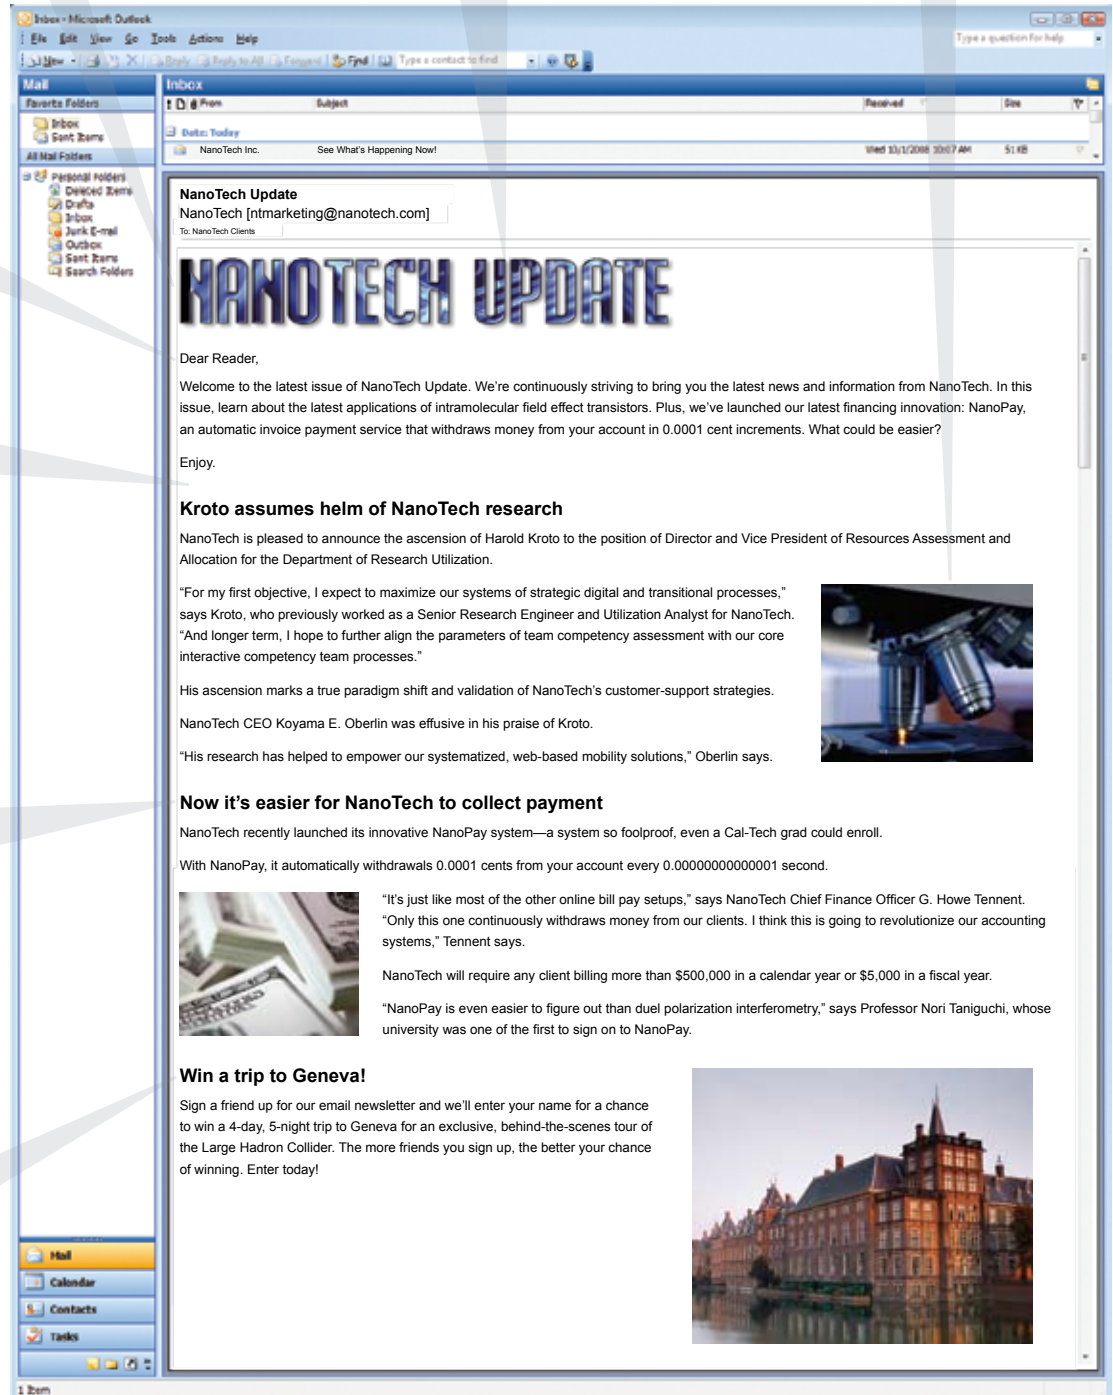 Inbox - Microsoft Outlook
File Edit View Go Tools Actions Help
Type a question for help
New Reply Reply to All Forward Find Type a contact to find
Mail
Favorite Folders
Inbox
Sent Items
All Mail Folders
Personal Folders
Deleted Items
Drafts
Inbox
Junk E-mail
Outbox
Sent Items
Search Folders
Inbox
From Subject Received Size
Date: Today
NanoTech Inc. See What's Happening Now! Wed 10/1/2008 10:07 AM 51 KB
NanoTech Update
NanoTech [ntmarketing@nanotech.com]
To: NanoTech Clients
NANOTECH UPDATE
Dear Reader,
Welcome to the latest issue of NanoTech Update. We're continuously striving to bring you the latest news and information from NanoTech. In this
issue, learn about the latest applications of intramolecular field effect transistors. Plus, we've launched our latest financing innovation: NanoPay,
an automatic invoice payment service that withdraws money from your account in 0.0001 cent increments. What could be easier?
Enjoy.
Kroto assumes helm of NanoTech research
NanoTech is pleased to announce the ascension of Harold Kroto to the position of Director and Vice President of Resources Assessment and
Allocation for the Department of Research Utilization.
“For my first objective, I expect to maximize our systems of strategic digital and transitional processes,”
says Kroto, who previously worked as a Senior Research Engineer and Utilization Analyst for NanoTech.
“And longer term, I hope to further align the parameters of team competency assessment with our core
interactive competency team processes.”
His ascension marks a true paradigm shift and validation of NanoTech's customer-support strategies.
NanoTech CEO Koyama E. Oberlin was effusive in his praise of Kroto.
“His research has helped to empower our systematized, web-based mobility solutions,” Oberlin says.
Now it's easier for NanoTech to collect payment
NanoTech recently launched its innovative NanoPay system—a system so foolproof, even a Cal-Tech grad could enroll.
With NanoPay, it automatically withdrawals 0.0001 cents from your account every 0.00000000000001 second.
“It's just like most of the other online bill pay setups,” says NanoTech Chief Finance Officer G. Howe Tennent.
“Only this one continuously withdraws money from our clients. I think this is going to revolutionize our accounting
systems,” Tennent says.
NanoTech will require any client billing more than $500,000 in a calendar year or $5,000 in a fiscal year.
“NanoPay is even easier to figure out than duel polarization interferometry,” says Professor Nori Taniguchi, whose
university was one of the first to sign on to NanoPay.
Win a trip to Geneva!
Sign a friend up for our email newsletter and we'll enter your name for a chance
to win a 4-day, 5-night trip to Geneva for an exclusive, behind-the-scenes tour of
the Large Hadron Collider. The more friends you sign up, the better your chance
of winning. Enter today!
Mail
Calendar
Contacts
Tasks
1 Item